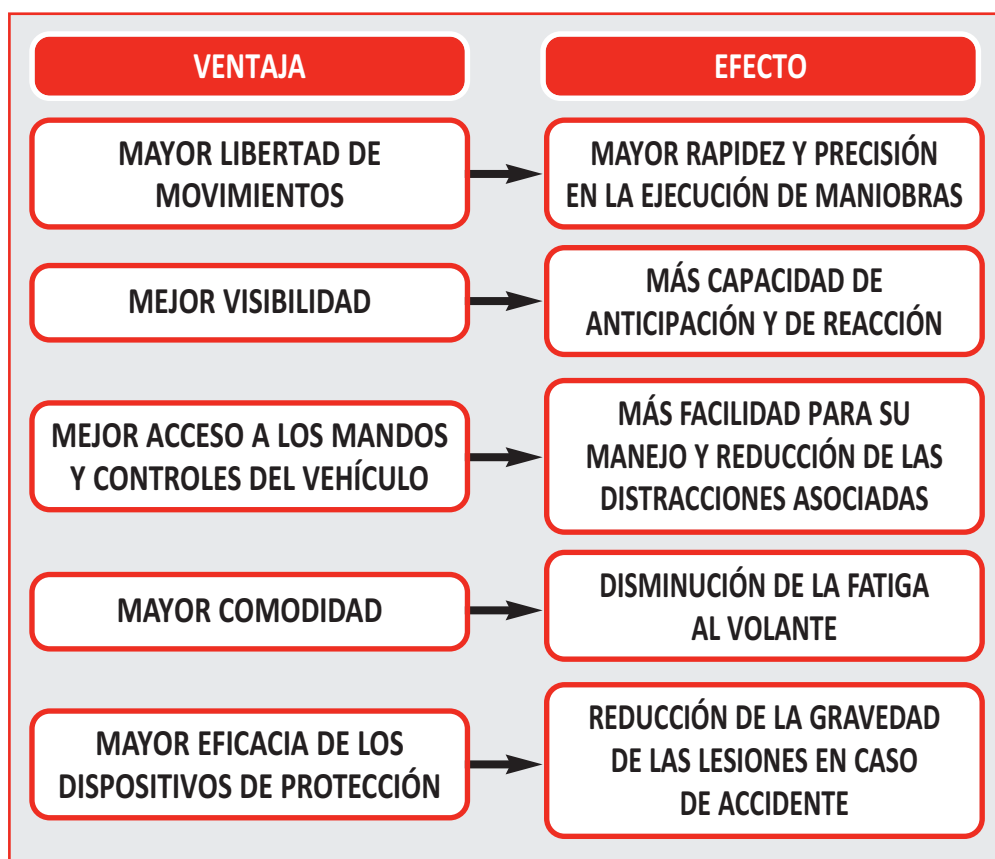 VENTAJA
EFECTO
MAYOR LIBERTAD DE
MOVIMIENTOS
MAYOR RAPIDEZ Y PRECISIÓN
EN LA EJECUCIÓN DE MANIOBRAS
MEJOR VISIBILIDAD
MÁS CAPACIDAD DE
ANTICIPACIÓN Y DE REACCIÓN
MEJOR ACCESO A LOS MANDOS
Y CONTROLES DEL VEHÍCULO
MÁS FACILIDAD PARA SU
MANEJO Y REDUCCIÓN DE LAS
DISTRACCIONES ASOCIADAS
MAYOR COMODIDAD
DISMINUCIÓN DE LA FATIGA
AL VOLANTE
MAYOR EFICACIA DE LOS
DISPOSITIVOS DE PROTECCIÓN
REDUCCIÓN DE LA GRAVEDAD
DE LAS LESIONES EN CASO
DE ACCIDENTE